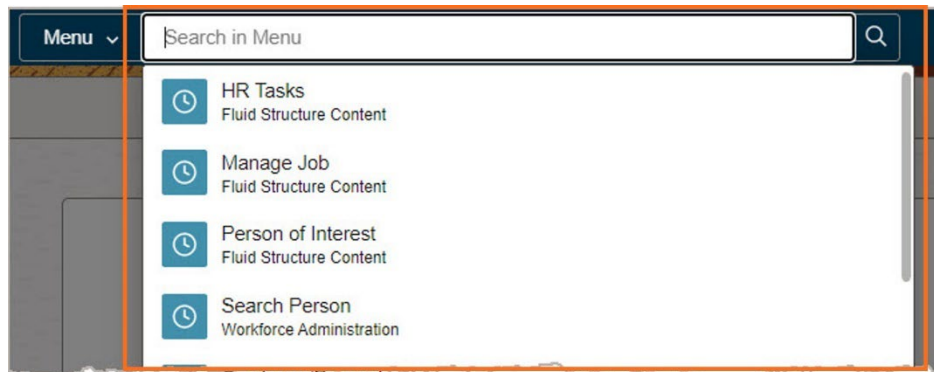 Menu
Search in Menu
HR Tasks
Fluid Structure Content
Manage Job
Fluid Structure Content
Person of Interest
Fluid Structure Content
Search Person
Workforce Administration